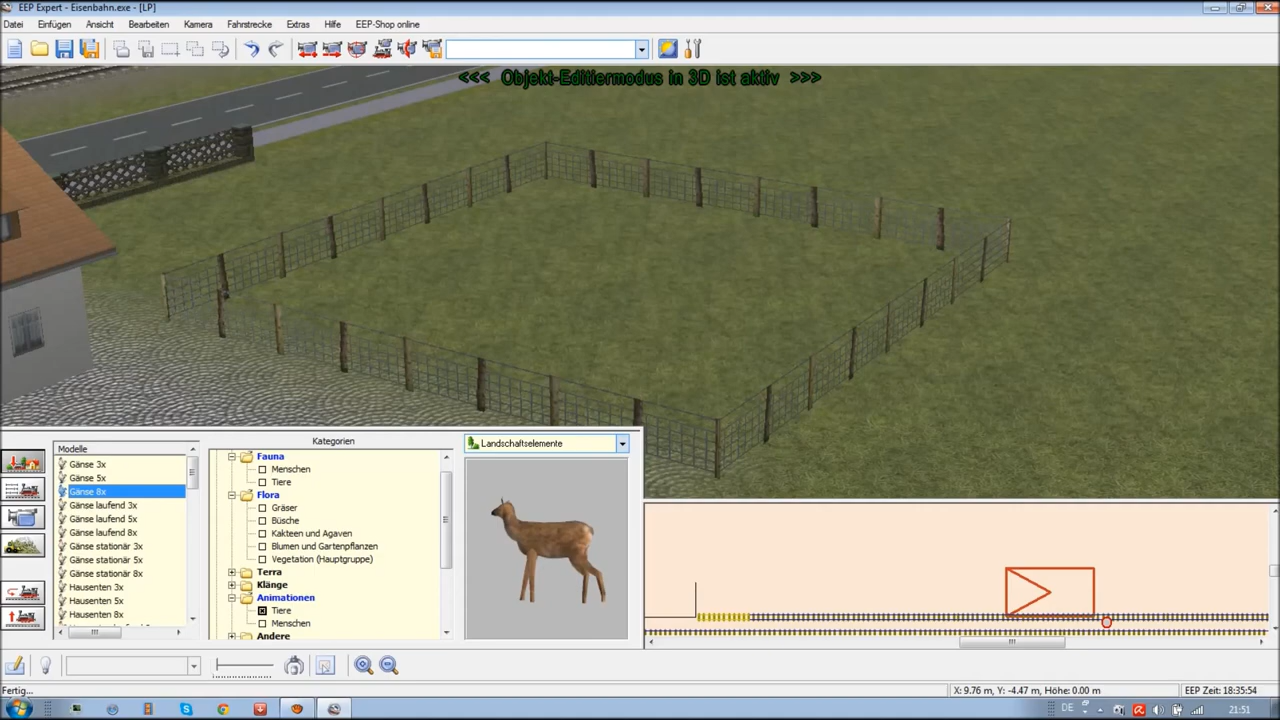 EEP Expert - Eisenbahn.exe - [LP]
Datei Einfügen Ansicht Bearbeiten Kamera Fahrstrecke Extras Hilfe EEP-Shop online
<<< Objekt-Editiermodus in 3D ist aktiv >>>
Modelle
Gänse 3x
Gänse 5x
Gänse 8x
Gänse laufend 3x
Gänse laufend 5x
Gänse laufend 8x
Gänse stationär 3x
Gänse stationär 5x
Gänse stationär 8x
Hausenten 3x
Hausenten 5x
Hausenten 8x
Kategorien
Fauna
Menschen
Tiere
Flora
Gräser
Büsche
Kakteen und Agaven
Blumen und Gartenpflanzen
Vegetation (Hauptgruppe)
Terra
Klänge
Animationen
Tiere
Menschen
Andere
Landschaftselemente
Fertig...
X: 9.76 m, Y: -4.47 m, Höhe: 0.00 m
EEP Zeit: 18:35:54
DE
21:51